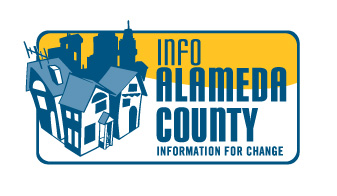 INFO
ALAMEDA
COUNTY
INFORMATION FOR CHANGE